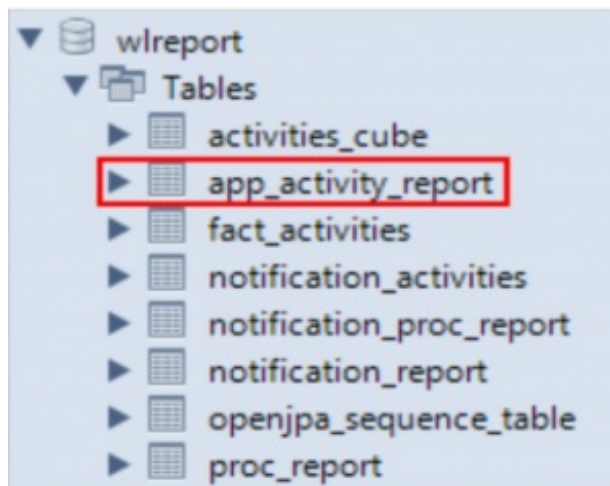 wlreport
Tables
activities_cube
app_activity_report
fact_activities
notification_activities
notification_proc_report
notification_report
openjpa_sequence_table
proc_report